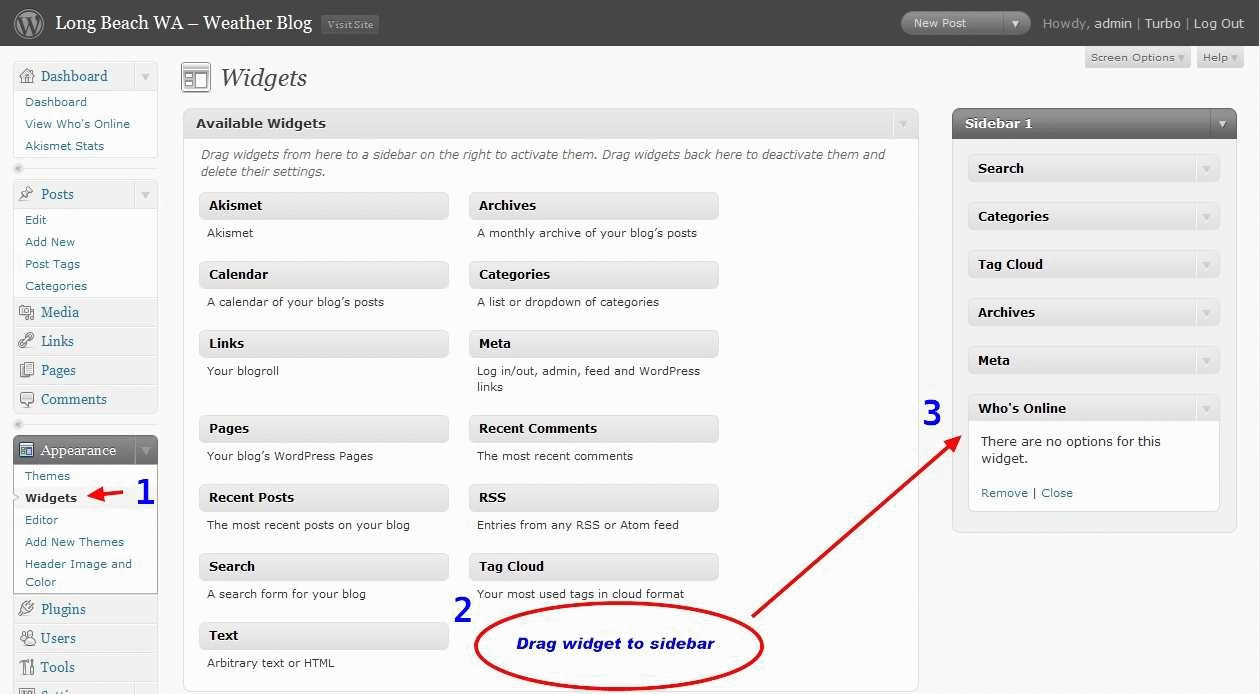 Long Beach WA – Weather Blog
Visit Site
New Post
Howdy, admin | Turbo | Log Out
Screen Options
Help
Dashboard
Dashboard
View Who's Online
Akismet Stats
Posts
Edit
Add New
Post Tags
Categories
Media
Links
Pages
Comments
Appearance
Themes
Widgets
1
Editor
Add New Themes
Header Image and
Color
Plugins
Users
Tools
Widgets
Available Widgets
Drag widgets from here to a sidebar on the right to activate them. Drag widgets back here to deactivate them and
delete their settings.
Akismet
Akismet
Archives
A monthly archive of your blog's posts
Calendar
A calendar of your blog's posts
Categories
A list or dropdown of categories
Links
Your blogroll
Meta
Log in/out, admin, feed and WordPress
links
Pages
Your blog's WordPress Pages
Recent Comments
The most recent comments
Recent Posts
The most recent posts on your blog
RSS
Entries from any RSS or Atom feed
Search
A search form for your blog
Tag Cloud
Your most used tags in cloud format
Text
Arbitrary text or HTML
2
Drag widget to sidebar
3
Sidebar 1
Search
Categories
Tag Cloud
Archives
Meta
Who's Online
There are no options for this
widget.
Remove | Close